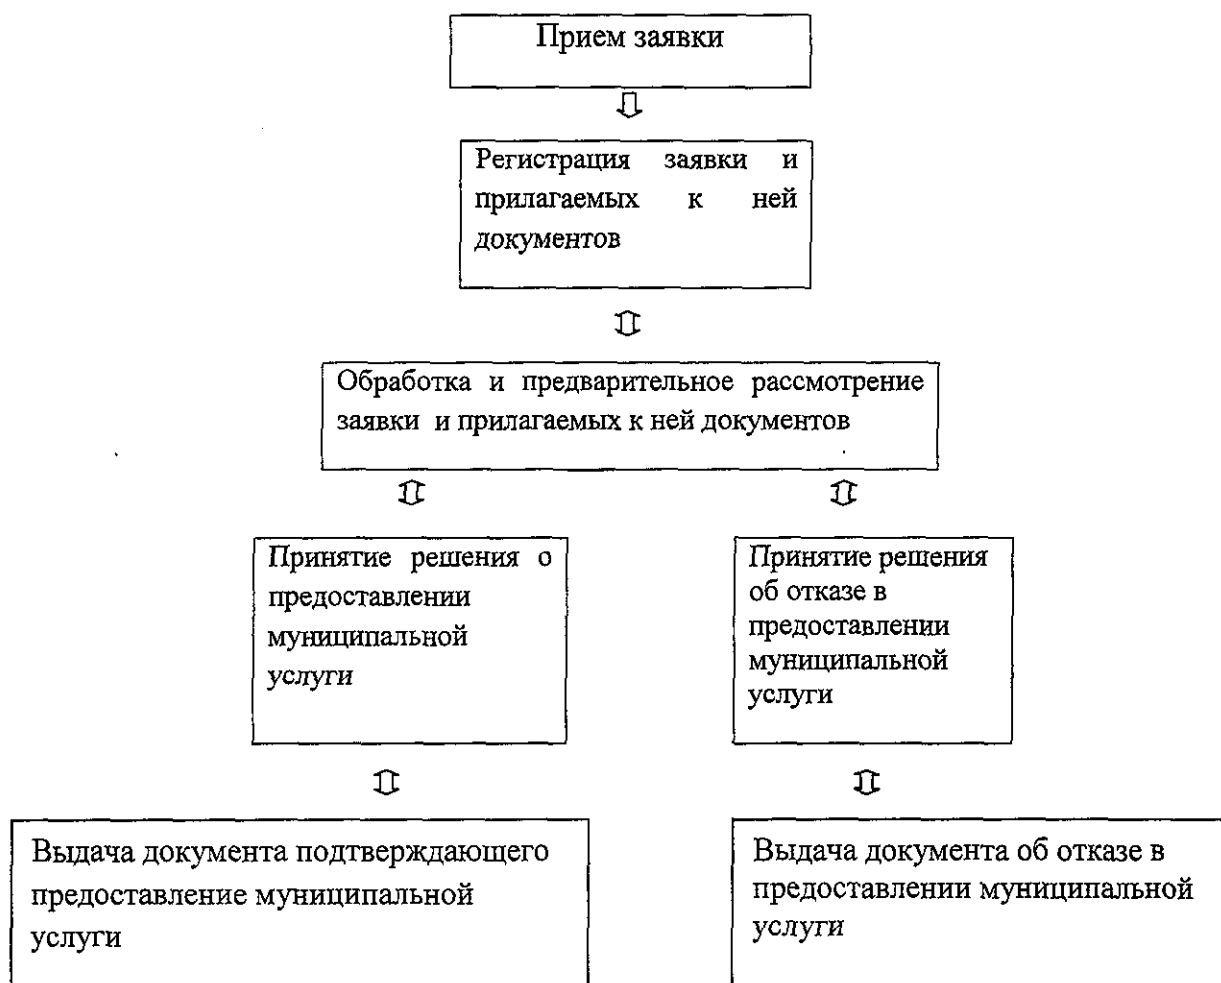 Прием заявки
Регистрация заявки и
прилагаемых к ней
документов
Обработка и предварительное рассмотрение
заявки и прилагаемых к ней документов
Принятие решения о
предоставлении
муниципальной
услуги
Принятие решения
об отказе в
предоставлении
муниципальной
услуги
Выдача документа подтверждающего
предоставление муниципальной
услуги
Выдача документа об отказе в
предоставлении муниципальной
услуги